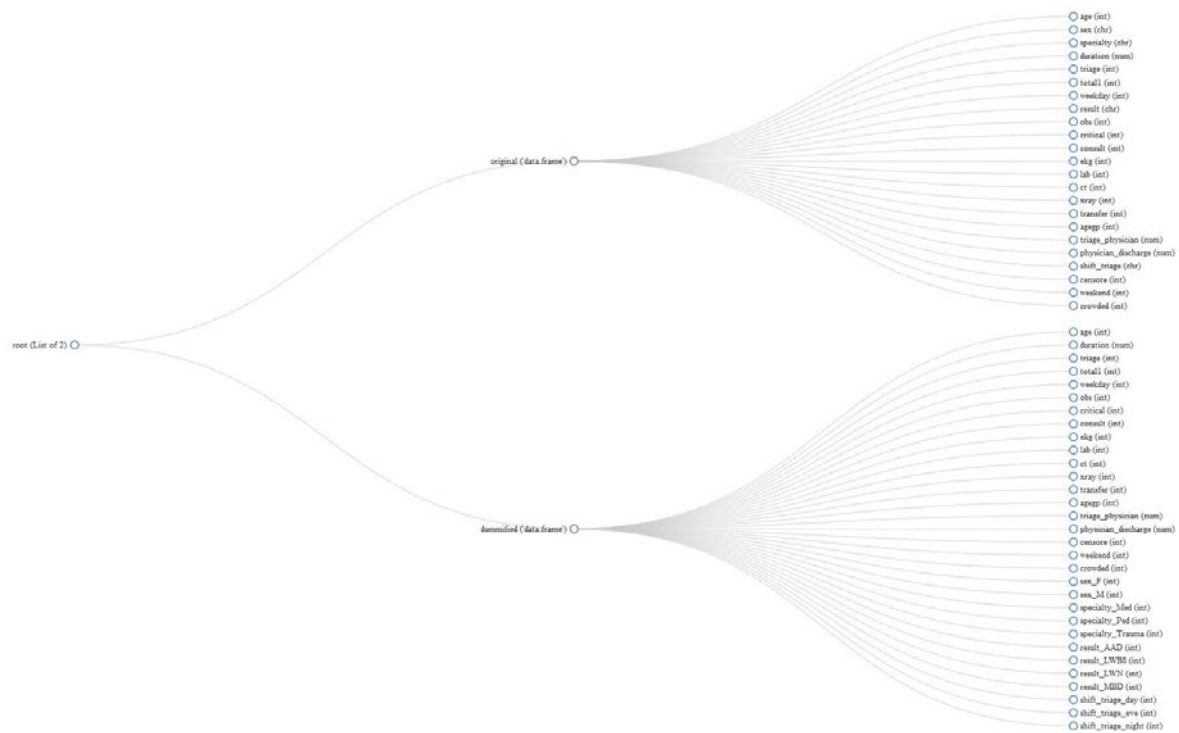 root (List of 2)
original ('data.frame')
age (int)
sex (chr)
specialty (chr)
duration (num)
triage (int)
total1 (int)
weekday (int)
result (chr)
obs (int)
critical (int)
consult (int)
ekg (int)
lab (int)
ct (int)
xray (int)
transfer (int)
agegp (int)
triage_physician (num)
physician_discharge (num)
shift_triage (chr)
censore (int)
weekend (int)
crowded (int)
dummified ('data.frame')
age (int)
duration (num)
triage (int)
total1 (int)
weekday (int)
obs (int)
critical (int)
consult (int)
ekg (int)
lab (int)
ct (int)
xray (int)
transfer (int)
agegp (int)
triage_physician (num)
physician_discharge (num)
censore (int)
weekend (int)
crowded (int)
sex_F (int)
sex_M (int)
specialty_Med (int)
specialty_Ped (int)
specialty_Trauma (int)
result_AAD (int)
result_LWBS (int)
result_LWN (int)
result_MBD (int)
shift_triage_day (int)
shift_triage_eve (int)
shift_triage_night (int)